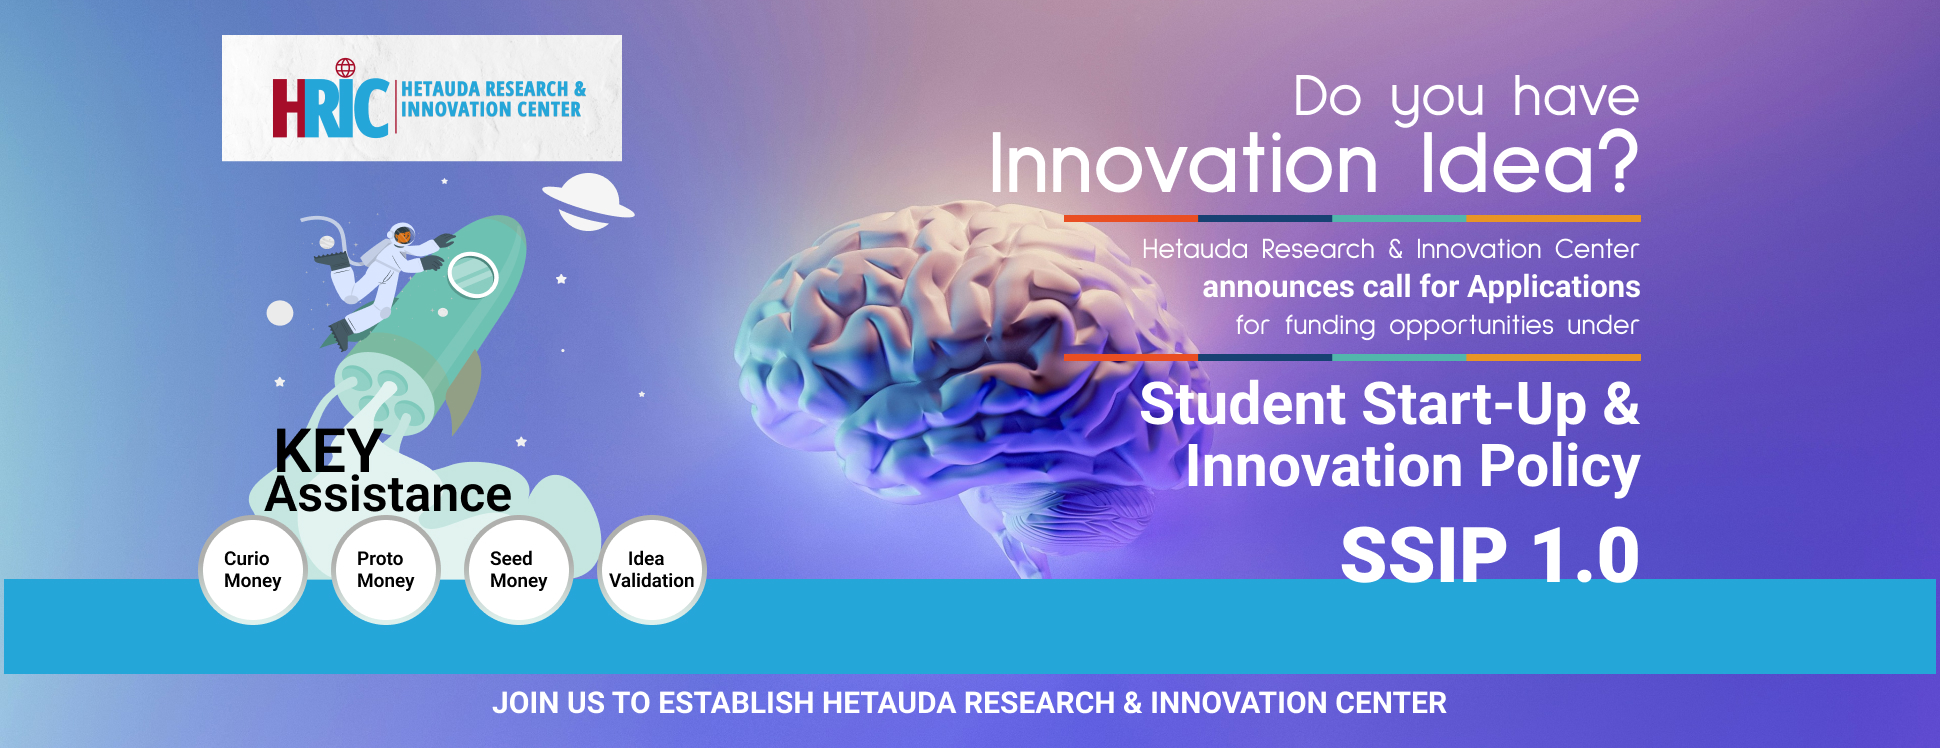 HRIC
HETAUDA RESEARCH &
INNOVATION CENTER
Do you have
Innovation Idea?
Hetauda Research & Innovation Center
announces call for Applications
for funding opportunities under
Student Start-Up &
Innovation Policy
SSIP 1.0
KEY
Assistance
Curio
Money
Proto
Money
Seed
Money
Idea
Validation
JOIN US TO ESTABLISH HETAUDA RESEARCH & INNOVATION CENTER